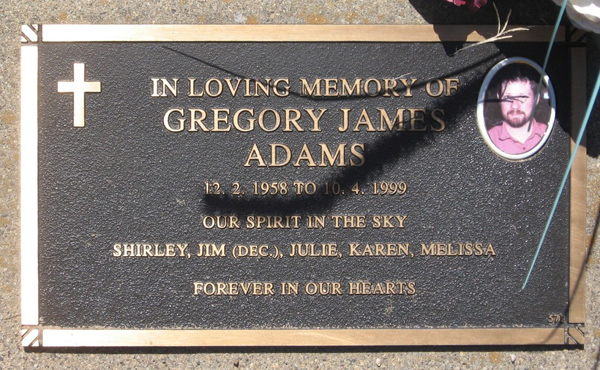 IN LOVING MEMORY OF
GREGORY JAMES
ADAMS
12. 2. 1958 TO 10. 4. 1999
OUR SPIRIT IN THE SKY
SHIRLEY, JIM (DEC.), JULIE, KAREN, MELISSA
FOREVER IN OUR HEARTS